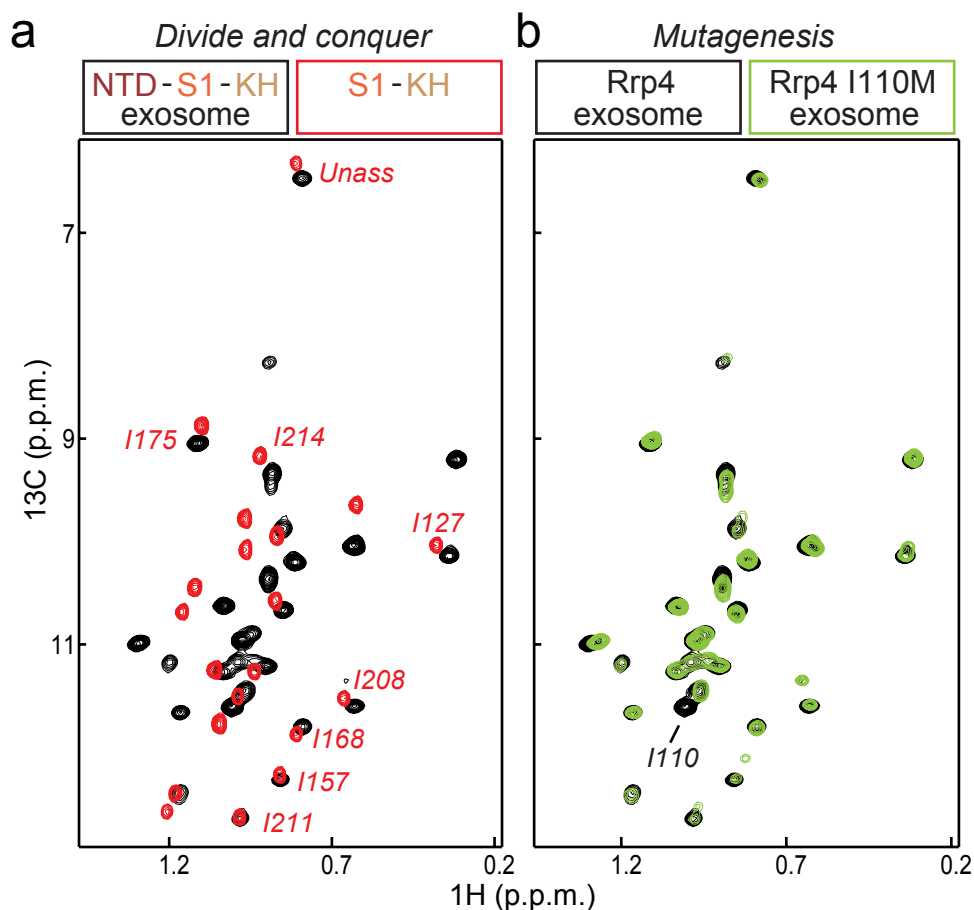 a
Divide and conquer
NTD-S1-KH
exosome
S1-KH
b
Mutagenesis
Rrp4
exosome
Rrp4 I110M
exosome
Unass
7
I175
I214
9
I127
13C (p.p.m.)
11
I208
I168
I157
I211
I110
1.2
0.7
0.2
1.2
0.7
0.2
1H (p.p.m.)